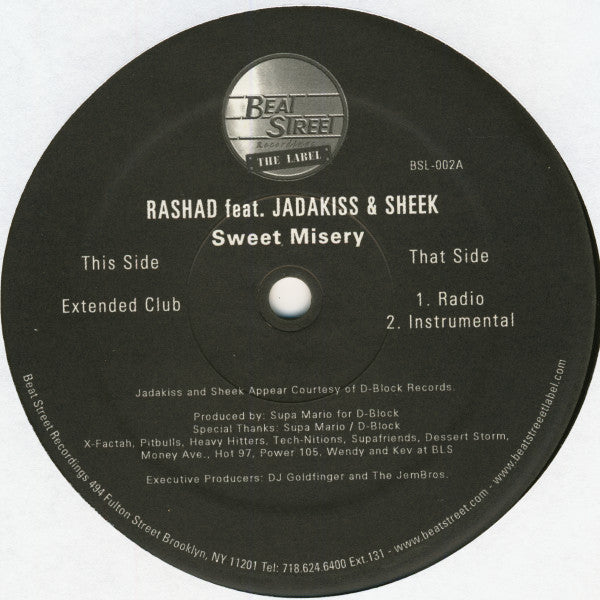 BEAT
STREET
Recordings
THE LABEL
BSL-002A
RASHAD feat. JADAKISS & SHEEK
Sweet Misery
This Side
That Side
Extended Club
1. Radio
2. Instrumental
Jadakiss and Sheek Appear Courtesy of D-Block Records.
Produced by: Supa Mario for D-Block
Special Thanks: Supa Mario / D-Block
X-Factah, Pitbulls, Heavy Hitters, Tech-Nitions, Supafriends, Dessert Storm,
Money Ave., Hot 97, Power 105, Wendy and Kev at BLS
Executive Producers: DJ Goldfinger and The JemBros.
Beat Street Recordings 494 Fulton Street Brooklyn, NY 11201 Tel: 718.624.6400 Ext.131 - www.beatstreet.com - www.beatstreetlabel.com